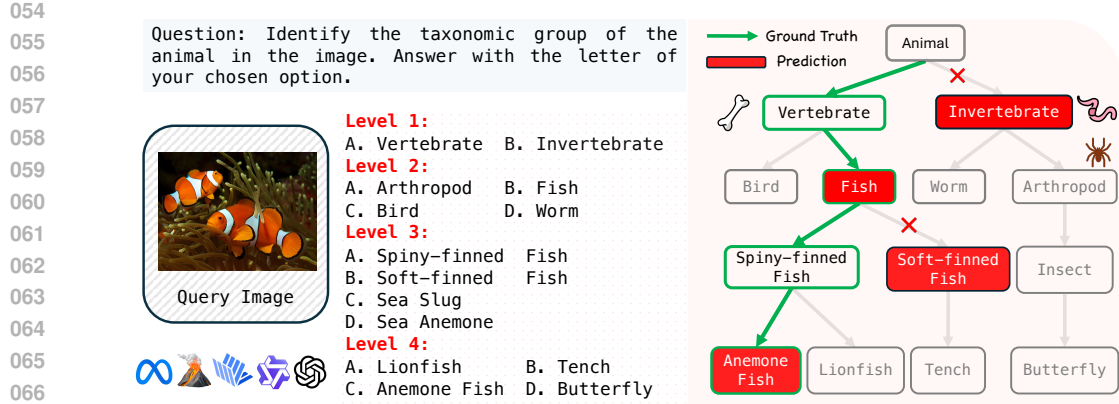 054
055
056
057
058
059
060
061
062
063
064
065
066
Question: Identify the taxonomic group of the
animal in the image. Answer with the letter of
your chosen option.
Query Image
Level 1:
A. Vertebrate B. Invertebrate
Level 2:
A. Arthropod B. Fish
C. Bird D. Worm
Level 3:
A. Spiny-finned Fish
B. Soft-finned Fish
C. Sea Slug
D. Sea Anemone
Level 4:
A. Lionfish B. Tench
C. Anemone Fish D. Butterfly
Ground Truth
Prediction
Animal
Vertebrate
Invertebrate
Bird
Fish
Worm
Arthropod
Spiny-finned
Fish
Soft-finned
Fish
Insect
Anemone
Fish
Lionfish
Tench
Butterfly